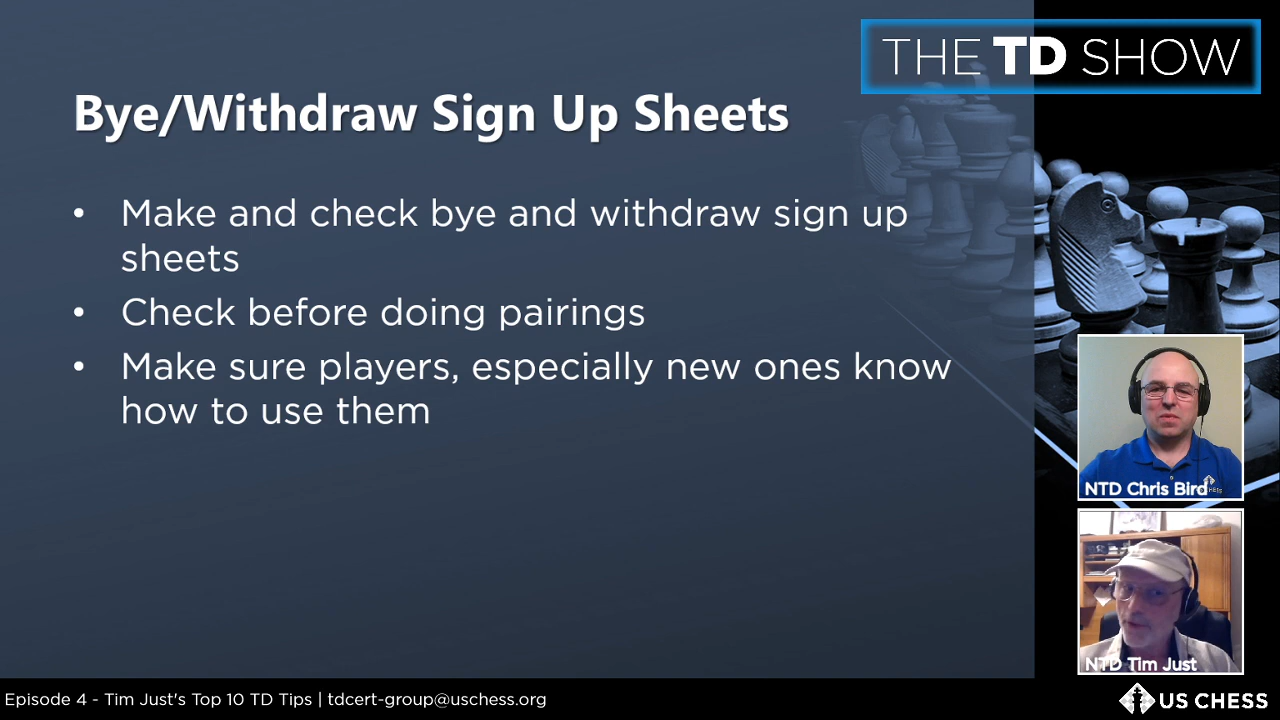 THE TD SHOW
Bye/Withdraw Sign Up Sheets
• Make and check bye and withdraw sign up
sheets
• Check before doing pairings
• Make sure players, especially new ones know
how to use them
NTD Chris Bird
NTD Tim Just
Episode 4 - Tim Just's Top 10 TD Tips | tdcert-group@uschess.org
US CHESS